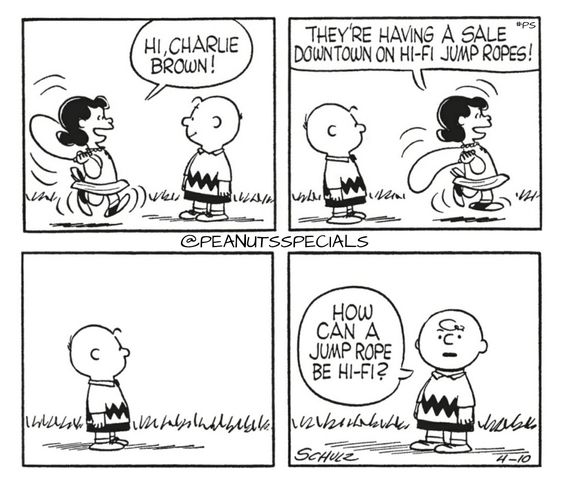 HI, CHARLIE
BROWN!
#PS
THEY'RE HAVING A SALE
DOWNTOWN ON HI-FI JUMP ROPES!
@PEANUTSSPECIALS
HOW
CAN A
JUMP ROPE
BE HI-FI?
SCHULZ
4-10